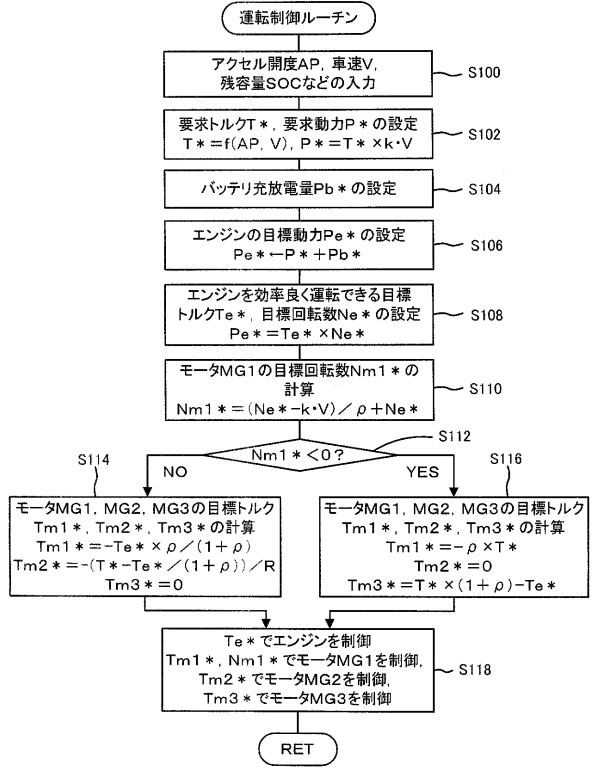 運転制御ルーチン
アクセル開度AP, 車速V,
残容量SOCなどの入力
S100
要求トルクT*, 要求動力P*の設定
T*=f(AP, V), P*=T*×k・V
S102
バッテリ充放電量Pb*の設定
S104
エンジンの目標動力Pe*の設定
Pe*←P*+Pb*
S106
エンジンを効率良く運転できる目標
トルクTe*, 目標回転数Ne*の設定
Pe*=Te*×Ne*
S108
モータMG1の目標回転数Nm1*の
計算
Nm1*=(Ne*-k・V)/ρ+Ne*
S110
Nm1*<0?
S112
NO
YES
S114
モータMG1, MG2, MG3の目標トルク
Tm1*, Tm2*, Tm3*の計算
Tm1*=-Te*×ρ/(1+ρ)
Tm2*=-(T*-Te*/(1+ρ))/R
Tm3*=0
S116
モータMG1, MG2, MG3の目標トルク
Tm1*, Tm2*, Tm3*の計算
Tm1*=-ρ×T*
Tm2*=0
Tm3*=T*×(1+ρ)-Te*
Te*でエンジンを制御
Tm1*, Nm1*でモータMG1を制御,
Tm2*でモータMG2を制御,
Tm3*でモータMG3を制御
S118
RET